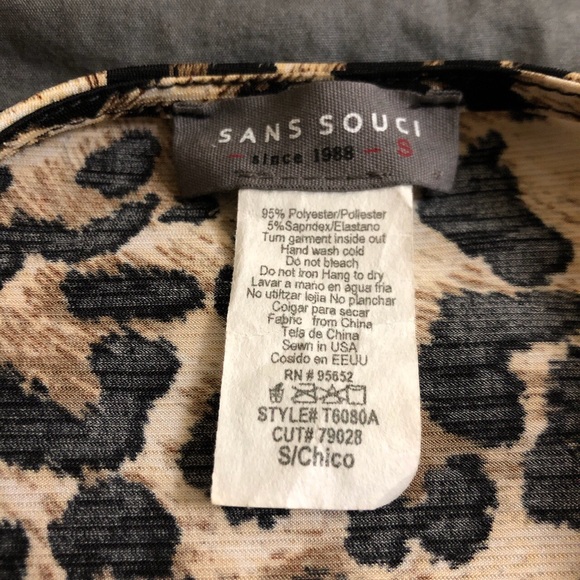 SANS SOUCI
since 1988 S
95% Polyester/Poliester
5%Sapndex/Elastano
Turn garment inside out
Hand wash cold
Do not bleach
Do not iron Hang to dry
Lavar a mano en agua fria
No utiltzar lejia No planchar
Colgar para secar
Fabric from China
Tela de China
Sewn in USA
Cosido en EEUU
RN # 95652
STYLE# T6080A
CUT# 79028
S/Chico